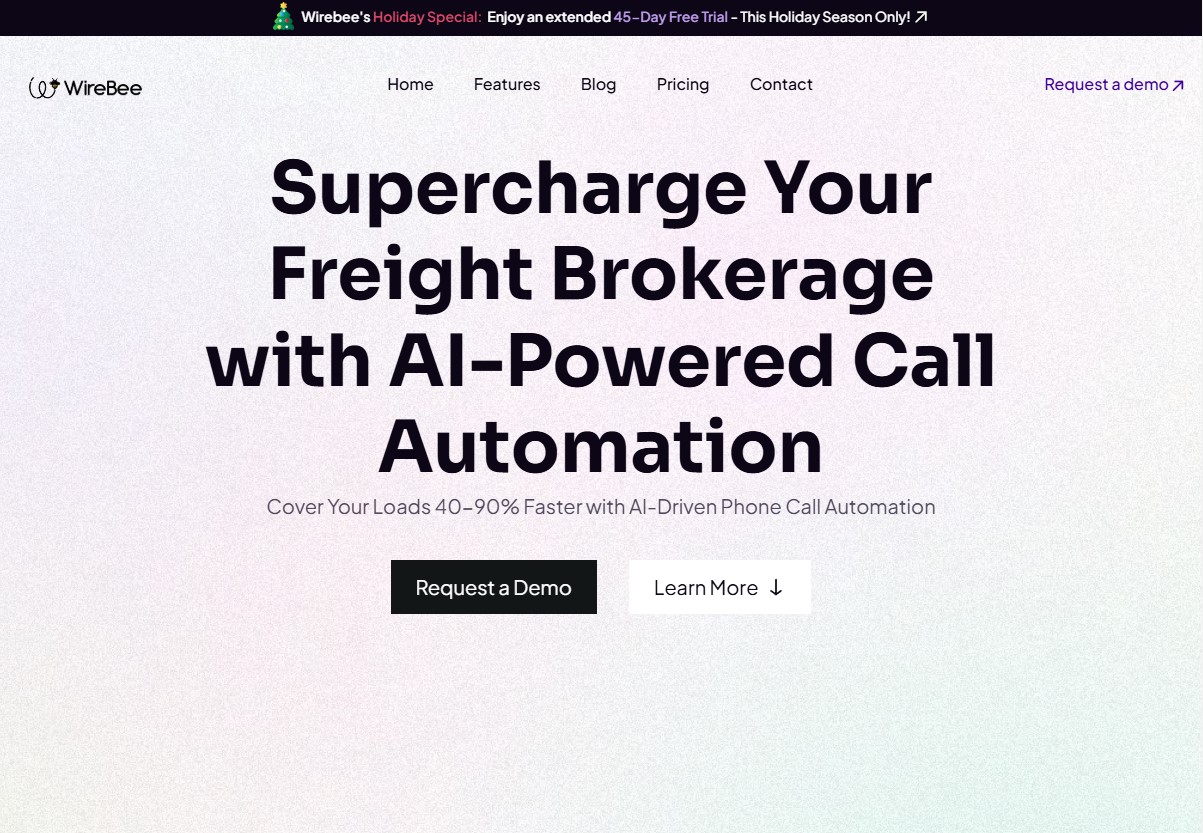 Wirebee's Holiday Special: Enjoy an extended 45-Day Free Trial - This Holiday Season Only!
WireBee
Home Features Blog Pricing Contact
Request a demo
Supercharge Your
Freight Brokerage
with AI-Powered Call
Automation
Cover Your Loads 40–90% Faster with AI-Driven Phone Call Automation
Request a Demo
Learn More ↓